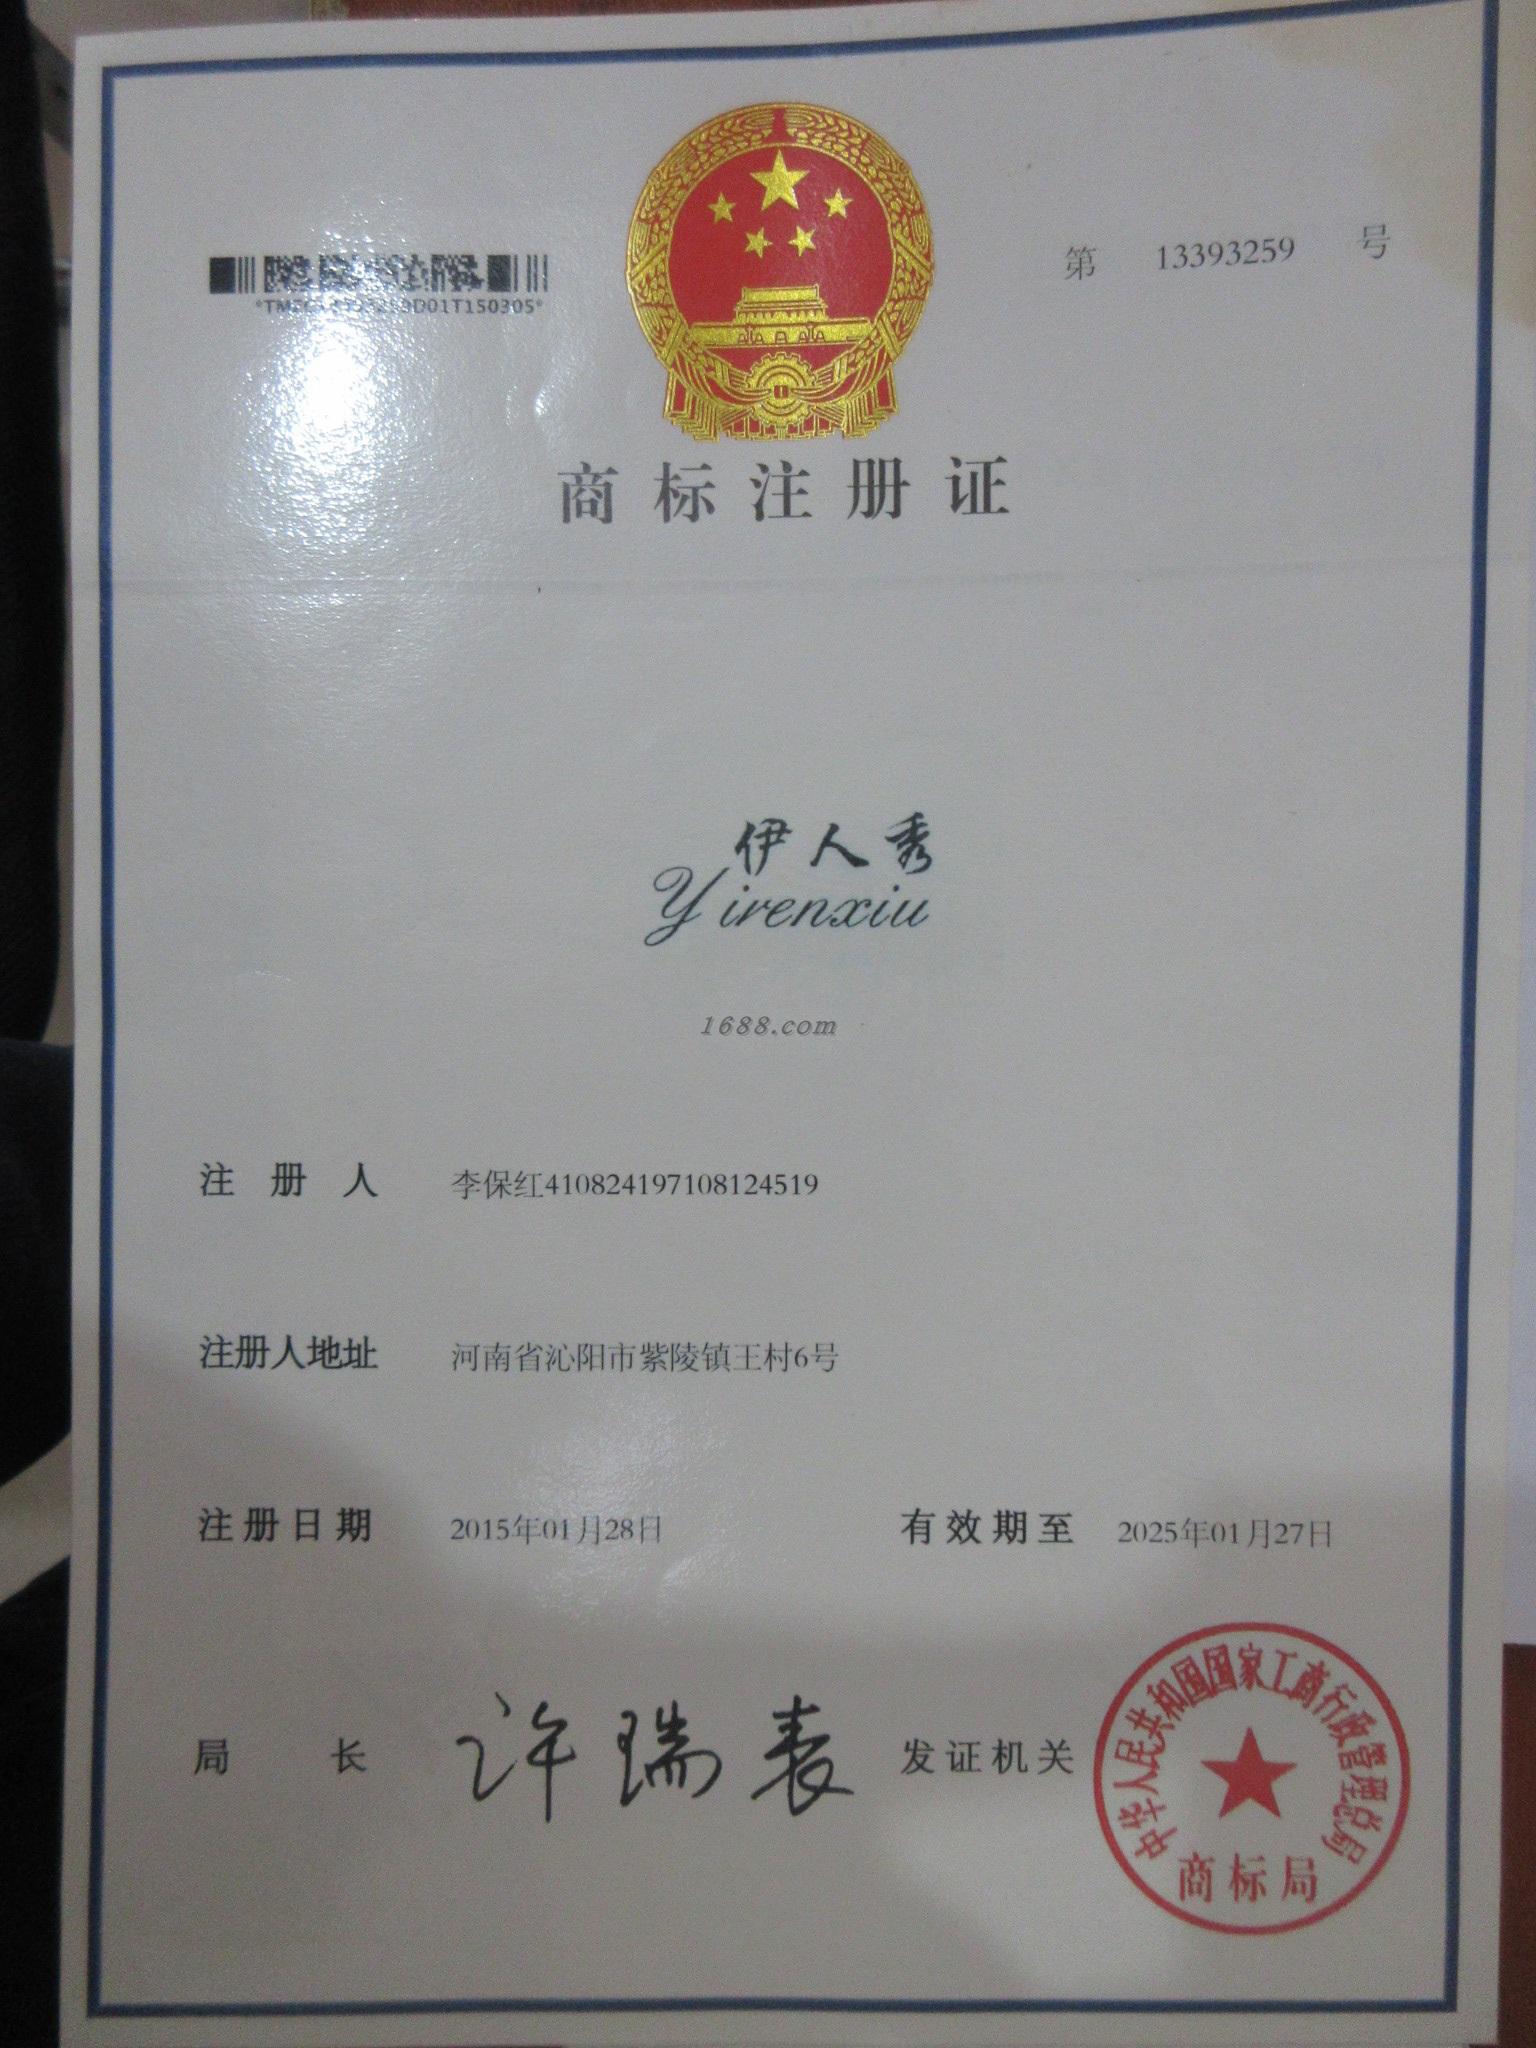 第 13393259 号
商标注册证
伊人秀
Yirenxiu
1688.com
注册人 李保红410824197108124519
注册人地址 河南省沁阳市紫陵镇王村6号
注册日期 2015年01月28日 有效期至 2025年01月27日
局长 许瑞表 发证机关
中华人民共和国国家工商行政管理总局
商标局